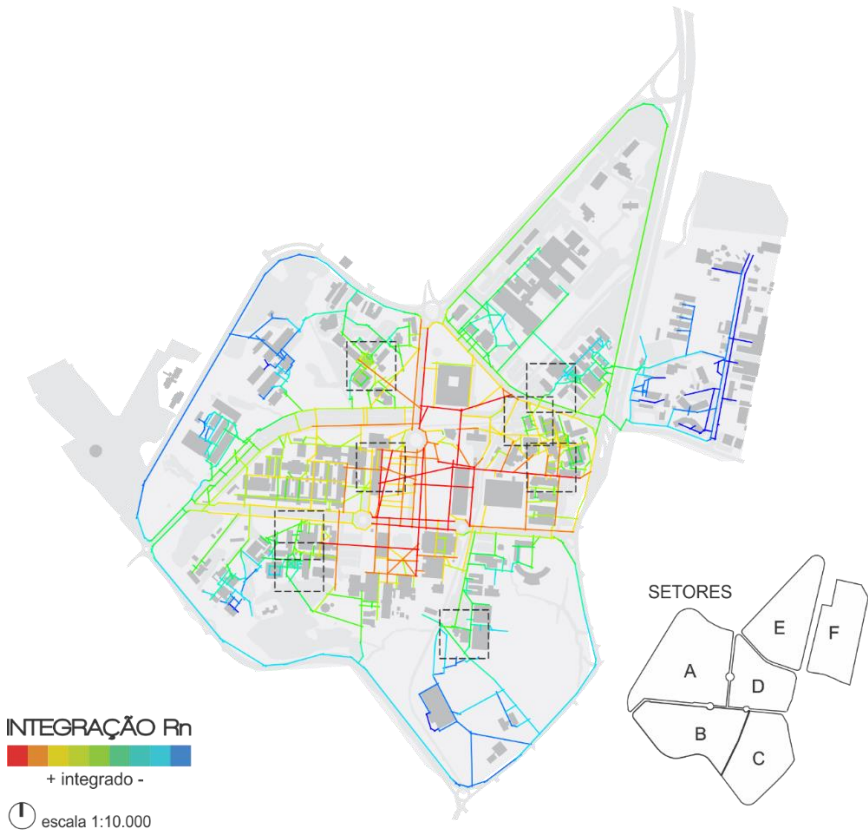 SETORES
E
F
A
D
B
C
INTEGRAÇÃO Rn
+ integrado -
escala 1:10.000